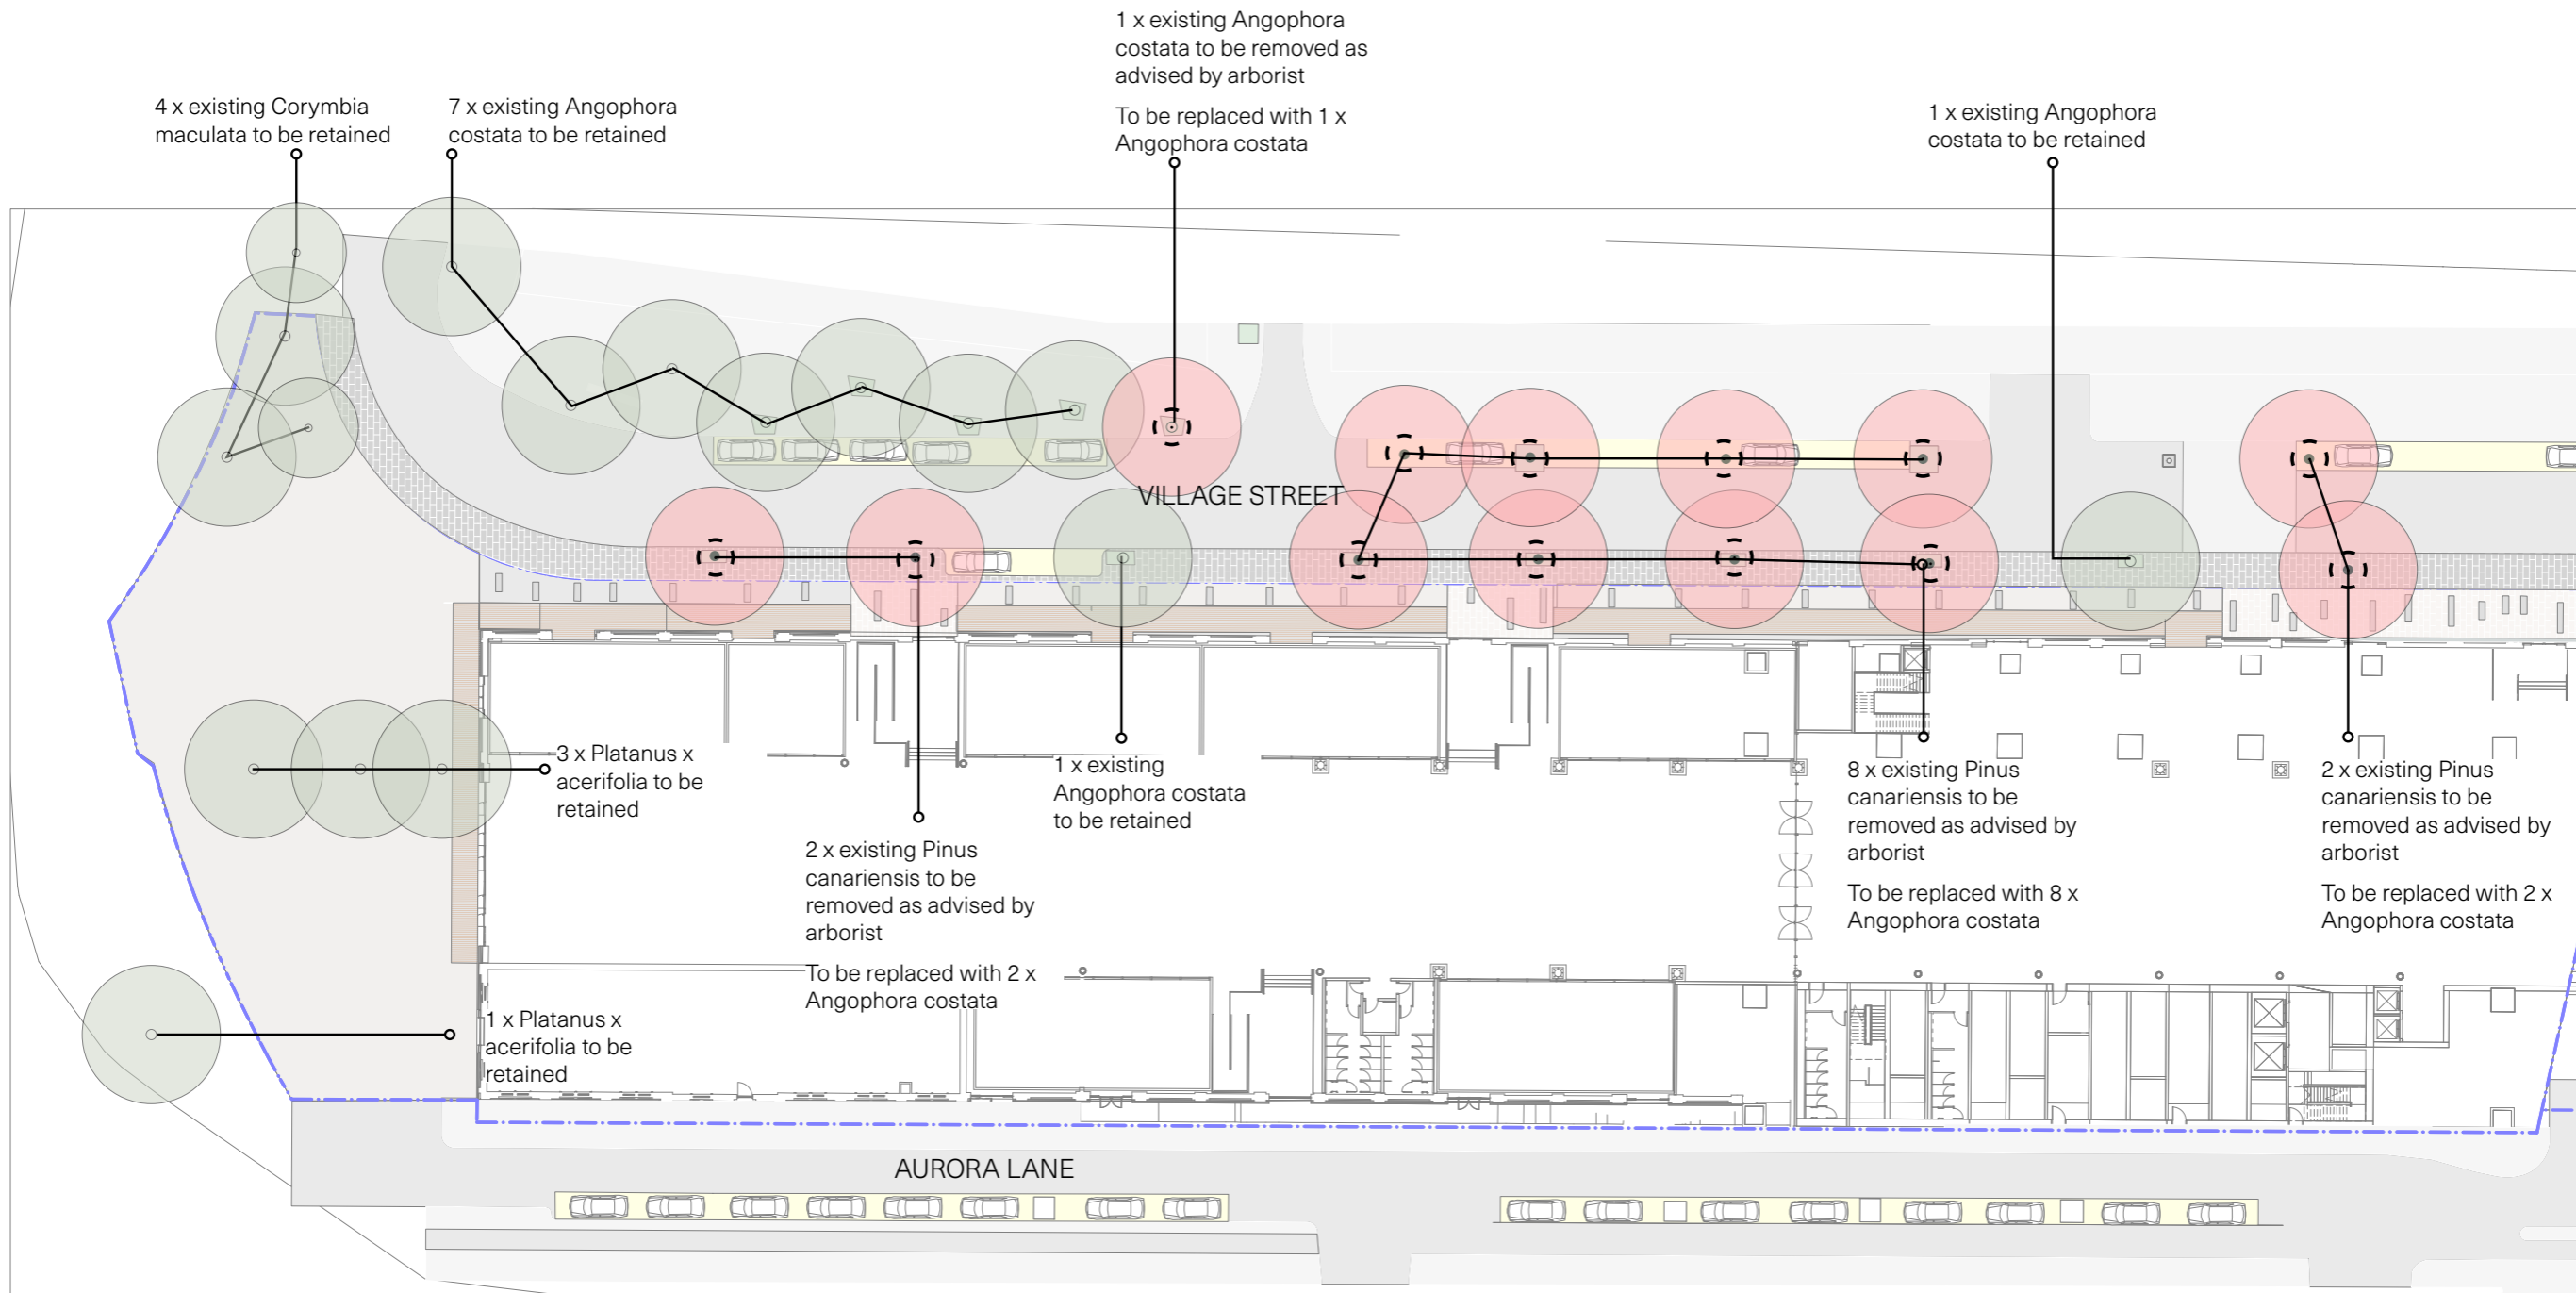 1 x existing Angophora
costata to be removed as
advised by arborist
To be replaced with 1 x
Angophora costata
4 x existing Corymbia
maculata to be retained
7 x existing Angophora
costata to be retained
1 x existing Angophora
costata to be retained
VILLAGE STREET
3 x Platanus x
acerifolia to be
retained
1 x existing
Angophora costata
to be retained
8 x existing Pinus
canariensis to be
removed as advised by
arborist
To be replaced with 8 x
Angophora costata
2 x existing Pinus
canariensis to be
removed as advised by
arborist
To be replaced with 2 x
Angophora costata
2 x existing Pinus
canariensis to be
removed as advised by
arborist
To be replaced with 2 x
Angophora costata
1 x Platanus x
acerifolia to be
retained
AURORA LANE